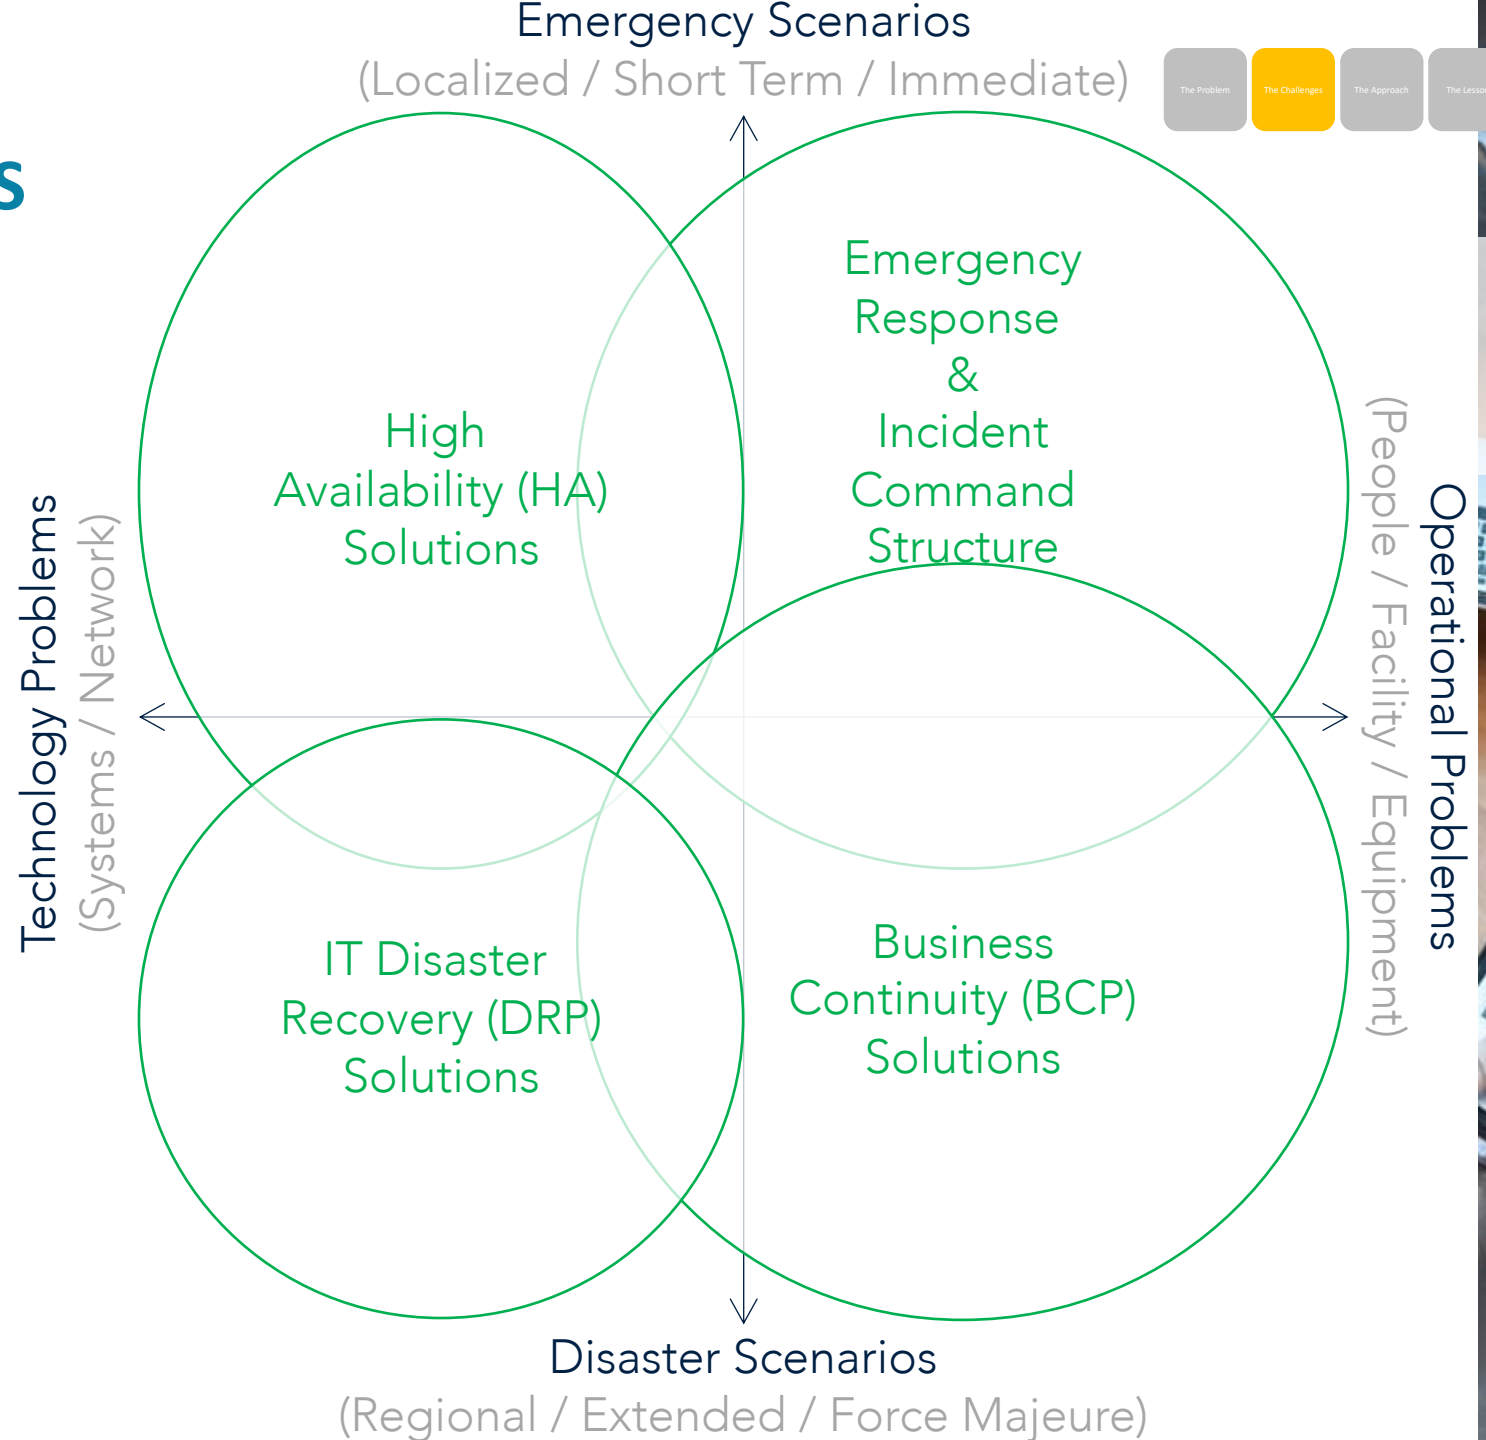 Emergency Scenarios
(Localized / Short Term / Immediate)
The Problem
The Challenges
The Approach
s
Emergency
Response
&
Incident
Command
Structure
High
Availability (HA)
Solutions
Technology Problems
(Systems / Network)
(People / Facility / Equipment)
Operational Problems
IT Disaster
Recovery (DRP)
Solutions
Business
Continuity (BCP)
Solutions
Disaster Scenarios
(Regional / Extended / Force Majeure)